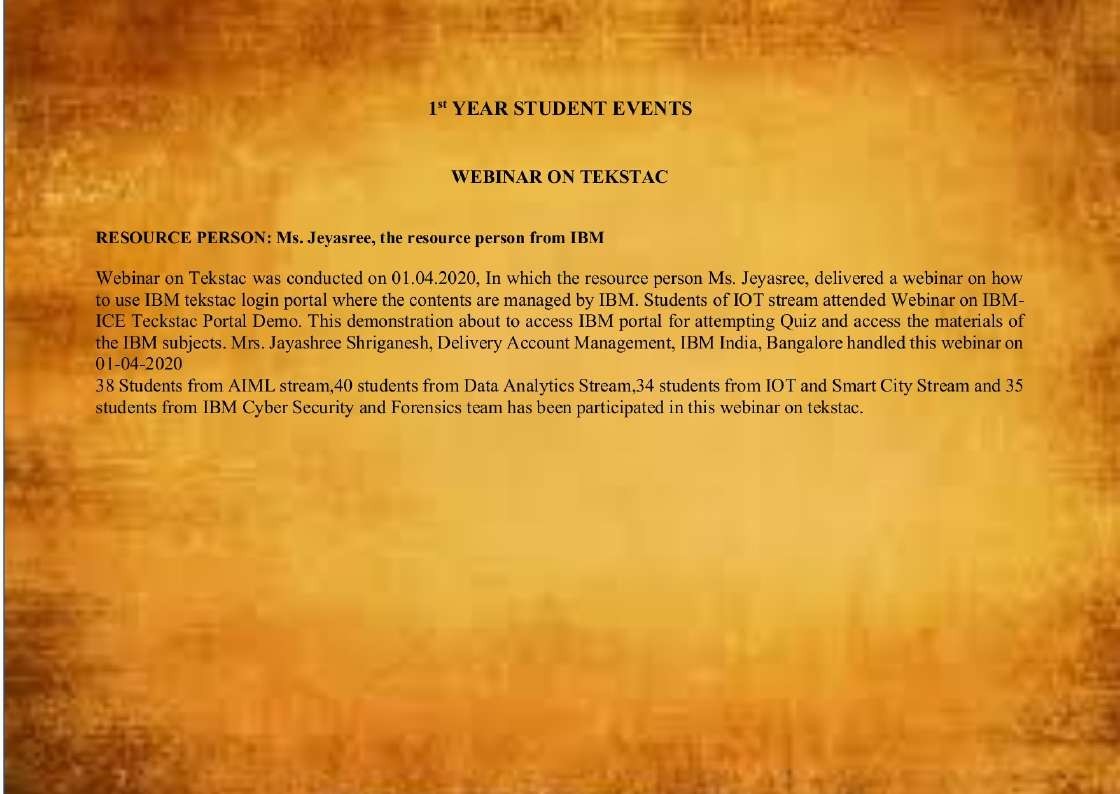 1st YEAR STUDENT EVENTS
WEBINAR ON TEKSTAC
RESOURCE PERSON: Ms. Jeyasree, the resource person from IBM
Webinar on Tekstac was conducted on 01.04.2020, In which the resource person Ms. Jeyasree, delivered a webinar on how
to use IBM tekstac login portal where the contents are managed by IBM. Students of IOT stream attended Webinar on IBM-
ICE Teckstac Portal Demo. This demonstration about to access IBM portal for attempting Quiz and access the materials of
the IBM subjects. Mrs. Jayashree Shriganesh, Delivery Account Management, IBM India, Bangalore handled this webinar on
01-04-2020
38 Students from AIML stream,40 students from Data Analytics Stream,34 students from IOT and Smart City Stream and 35
students from IBM Cyber Security and Forensics team has been participated in this webinar on tekstac.